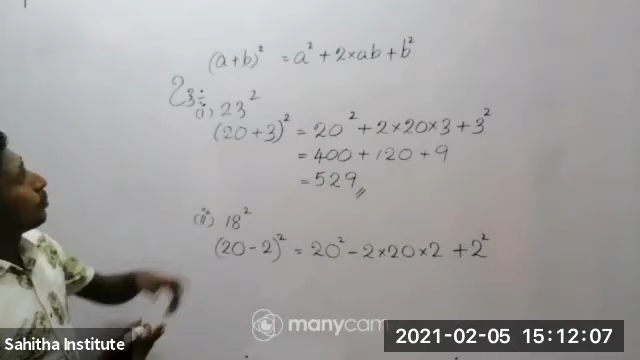 (a+b)² = a² + 2×ab + b²
(i) 23²
(20+3)² = 20² + 2×20×3 + 3²
= 400 + 120 + 9
= 529
(ii) 18²
(20-2)² = 20² - 2×20×2 + 2²
manycam
2021-02-05 15:12:07
Sahitha Institute